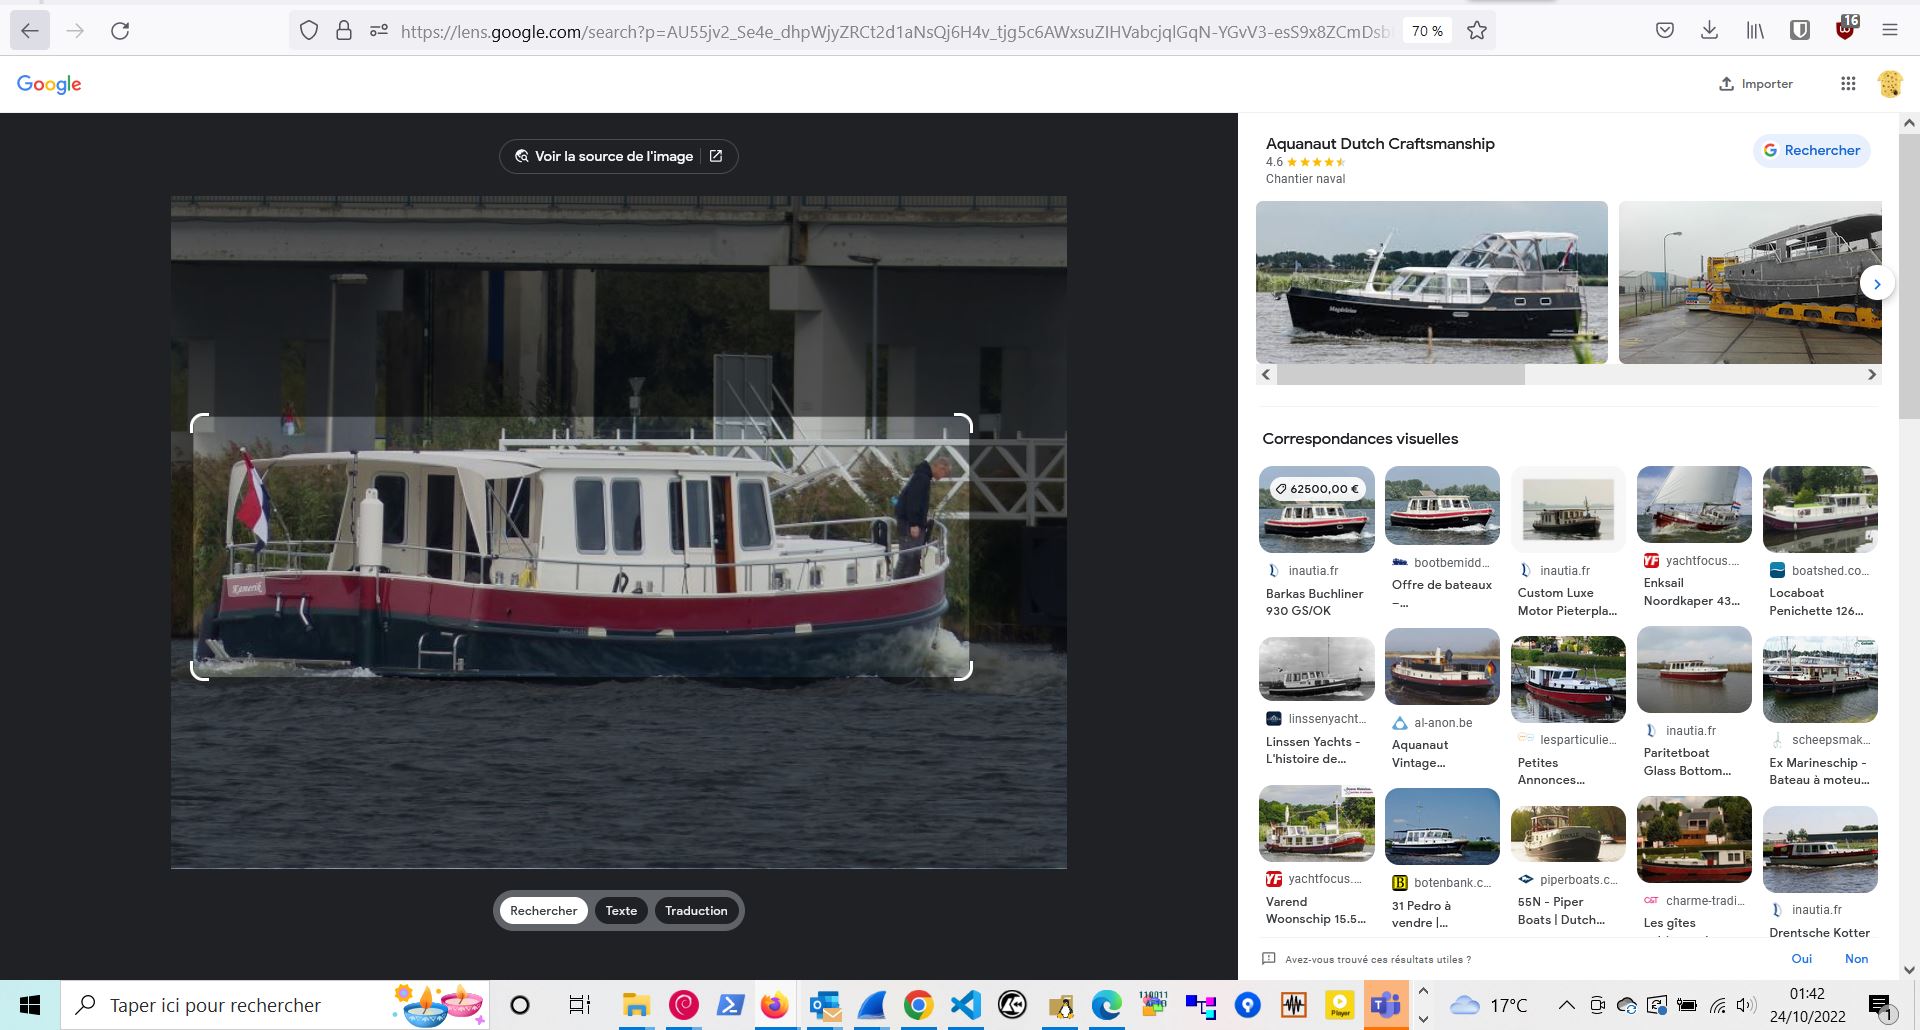 https://lens.google.com/search?p=AU55jv2_Se4e_dhpWjyZRCt2d1aNsQj6H4v_tjg5c6AWxsuZIHVabcjqlGqN-YGvV3-esS9x8ZCmDsb
70 %
16
Google
Importer
Voir la source de l'image
Kamerik
Rechercher
Texte
Traduction
Aquanaut Dutch Craftsmanship
Rechercher
4.6
Chantier naval
Correspondances visuelles
62500,00 €
inautia.fr
Barkas Buchliner
930 GS/OK
bootbemidd...
Offre de bateaux
–...
inautia.fr
Custom Luxe
Motor Pieterpla...
yachtfocus....
Enksail
Noordkaper 43...
boatshed.co...
Locaboat
Penichette 126...
linssenyacht...
Linssen Yachts -
L'histoire de...
al-anon.be
Aquanaut
Vintage...
lesparticulie...
Petites
Annonces...
inautia.fr
Paritetboat
Glass Bottom...
scheepsmak...
Ex Marineschip -
Bateau à moteu...
yachtfocus....
Varend
Woonschip 15.5...
botenbank.c...
31 Pedro à
vendre |...
piperboats.c...
55N - Piper
Boats | Dutch...
charme-tradi...
Les gîtes
inautia.fr
Drentsche Kotter
Avez-vous trouvé ces résultats utiles ?
Oui
Non
Taper ici pour rechercher
Player
17°C
01:42
24/10/2022
1